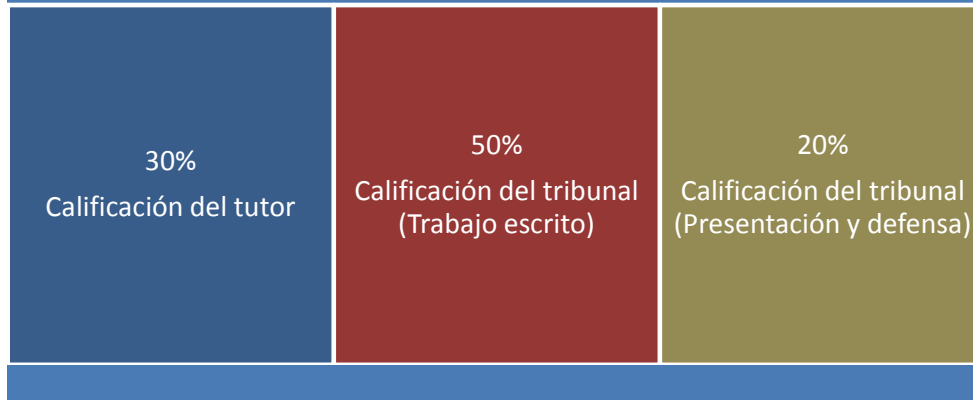 30%
Calificación del tutor
50%
Calificación del tribunal
(Trabajo escrito)
20%
Calificación del tribunal
(Presentación y defensa)